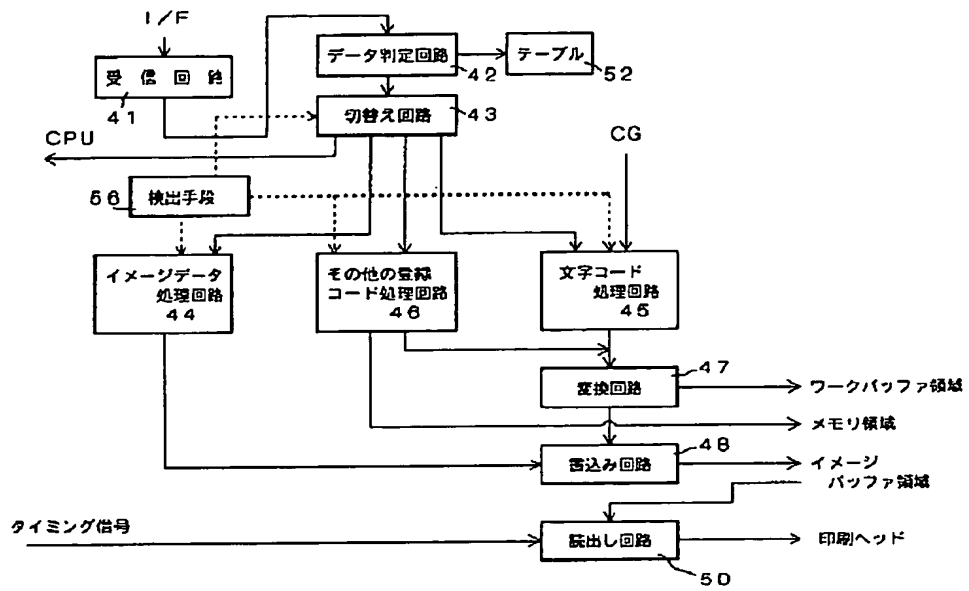 I/F
受信回路
41
データ判定回路
42
テーブル
52
切替え回路
43
CPU
CG
56
検出手段
イメージデータ
処理回路
44
その他の登録
コード処理回路
46
文字コード
処理回路
45
47
変換回路
ワークバッファ領域
メモリ領域
48
書込み回路
イメージ
バッファ領域
タイミング信号
読出し回路
印刷ヘッド
50